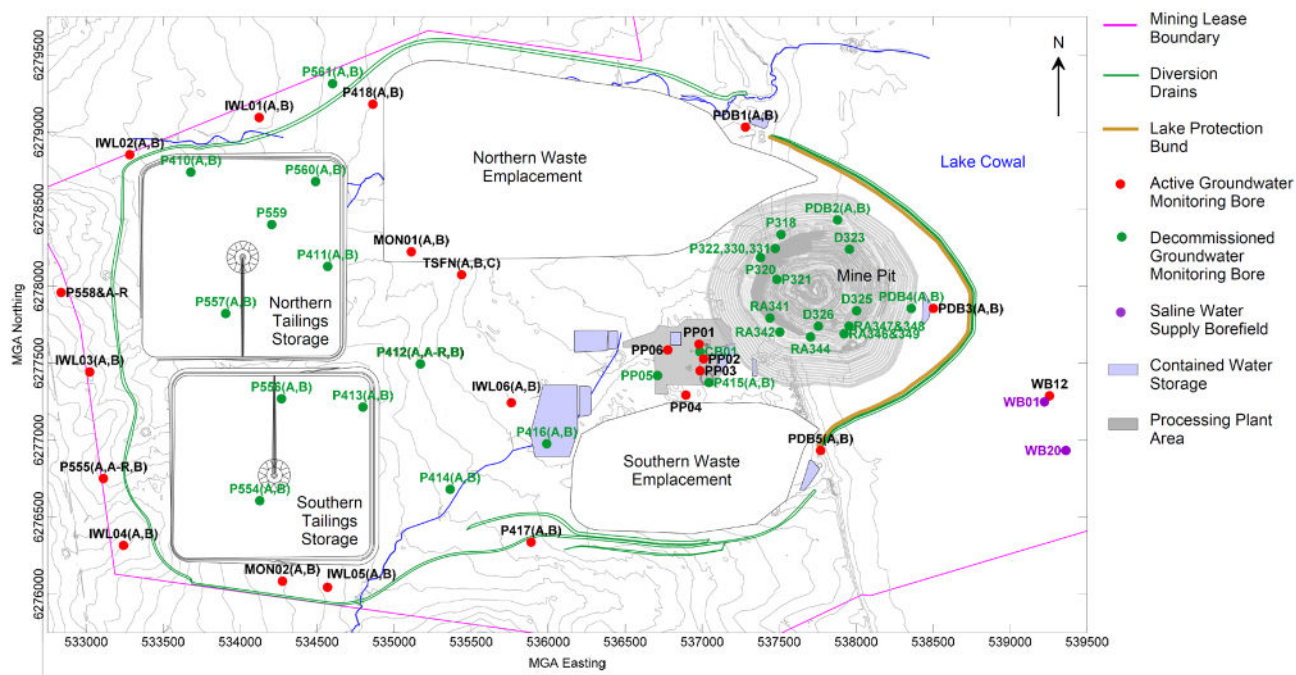 P561(A,B)
P418(A,B)
IWL01(A,B)
PDB1(A,B)
N
IWL02(A,B)
P410(A,B)
P560(A,B)
Northern Waste
Emplacement
Lake Cowal
P559
PDB2(A,B)
P318
D323
MON01(A,B)
P322,330,331
TSFN(A,B,C)
P411(A,B)
P320
P321
Mine Pit
P558&A-R
P557(A,B)
Northern
Tailings
Storage
PDB4(A,B)
PDB3(A,B)
D325
RA341
D326
RA347&348
RA342
RA346&349
RA344
PP01
CB01
PP06
PP02
PP03
P412(A,A-R,B)
IWL03(A,B)
PP05
P415(A,B)
PP04
P556(A,B)
P413(A,B)
IWL06(A,B)
WB12
WB01
P416(A,B)
PDB5(A,B)
WB20
Southern Waste
Emplacement
P555(A,A-R,B)
P414(A,B)
P554(A,B)
Southern
Tailings
Storage
IWL04(A,B)
P417(A,B)
MON02(A,B)
IWL05(A,B)
MGA Northing
6279500
6279000
6278500
6278000
6277500
6277000
6276500
6276000
533000
533500
534000
534500
535000
535500
536000
536500
537000
537500
538000
538500
539000
539500
MGA Easting
Mining Lease
Boundary
Diversion
Drains
Lake Protection
Bund
Active Groundwater
Monitoring Bore
Decommissioned
Groundwater
Monitoring Bore
Saline Water
Supply Borefield
Contained Water
Storage
Processing Plant
Area